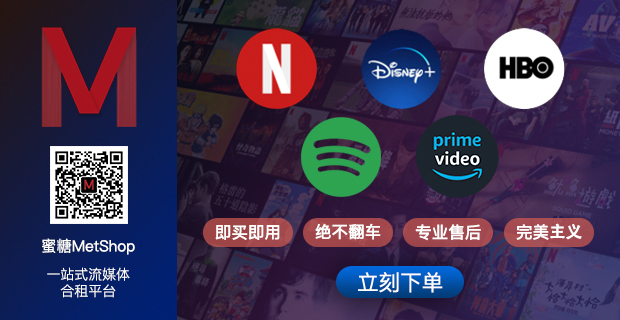 M
M
蜜糖MetShop
一站式流媒体
合租平台
N
Disney+
HBO
prime
video
即买即用
绝不翻车
专业售后
完美主义
立刻下单